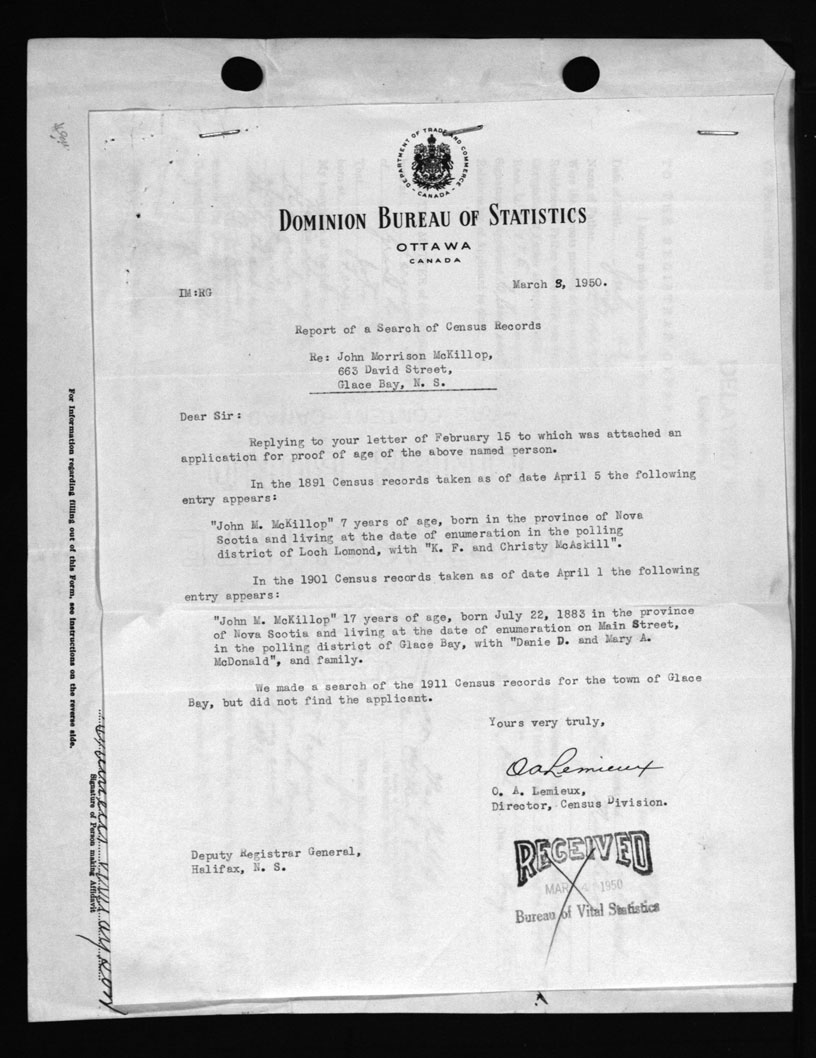 DEPARTMENT OF TRADE AND COMMERCE
CANADA
DOMINION BUREAU OF STATISTICS
OTTAWA
CANADA
IM:RG
March 8, 1950.
Report of a Search of Census Records
Re: John Morrison McKillop,
663 David Street,
Glace Bay, N. S.
Dear Sir:
Replying to your letter of February 15 to which was attached an
application for proof of age of the above named person.
In the 1891 Census records taken as of date April 5 the following
entry appears:
"John M. McKillop" 7 years of age, born in the province of Nova
Scotia and living at the date of enumeration in the polling
district of Loch Lomond, with "K. F. and Christy McAskill".
In the 1901 Census records taken as of date April 1 the following
entry appears:
"John M. McKillop" 17 years of age, born July 22, 1883 in the province
of Nova Scotia and living at the date of enumeration on Main Street,
in the polling district of Glace Bay, with "Danie D. and Mary A.
McDonald", and family.
We made a search of the 1911 Census records for the town of Glace
Bay, but did not find the applicant.
Yours very truly,
O A Lemieux
O. A. Lemieux,
Director, Census Division.
Deputy Registrar General,
Halifax, N. S.
RECEIVED
MAR 1950
Bureau of Vital Statistics
For Information regarding filling out of this Form, see instructions on the reverse side.
Signature of Person making Affidavit